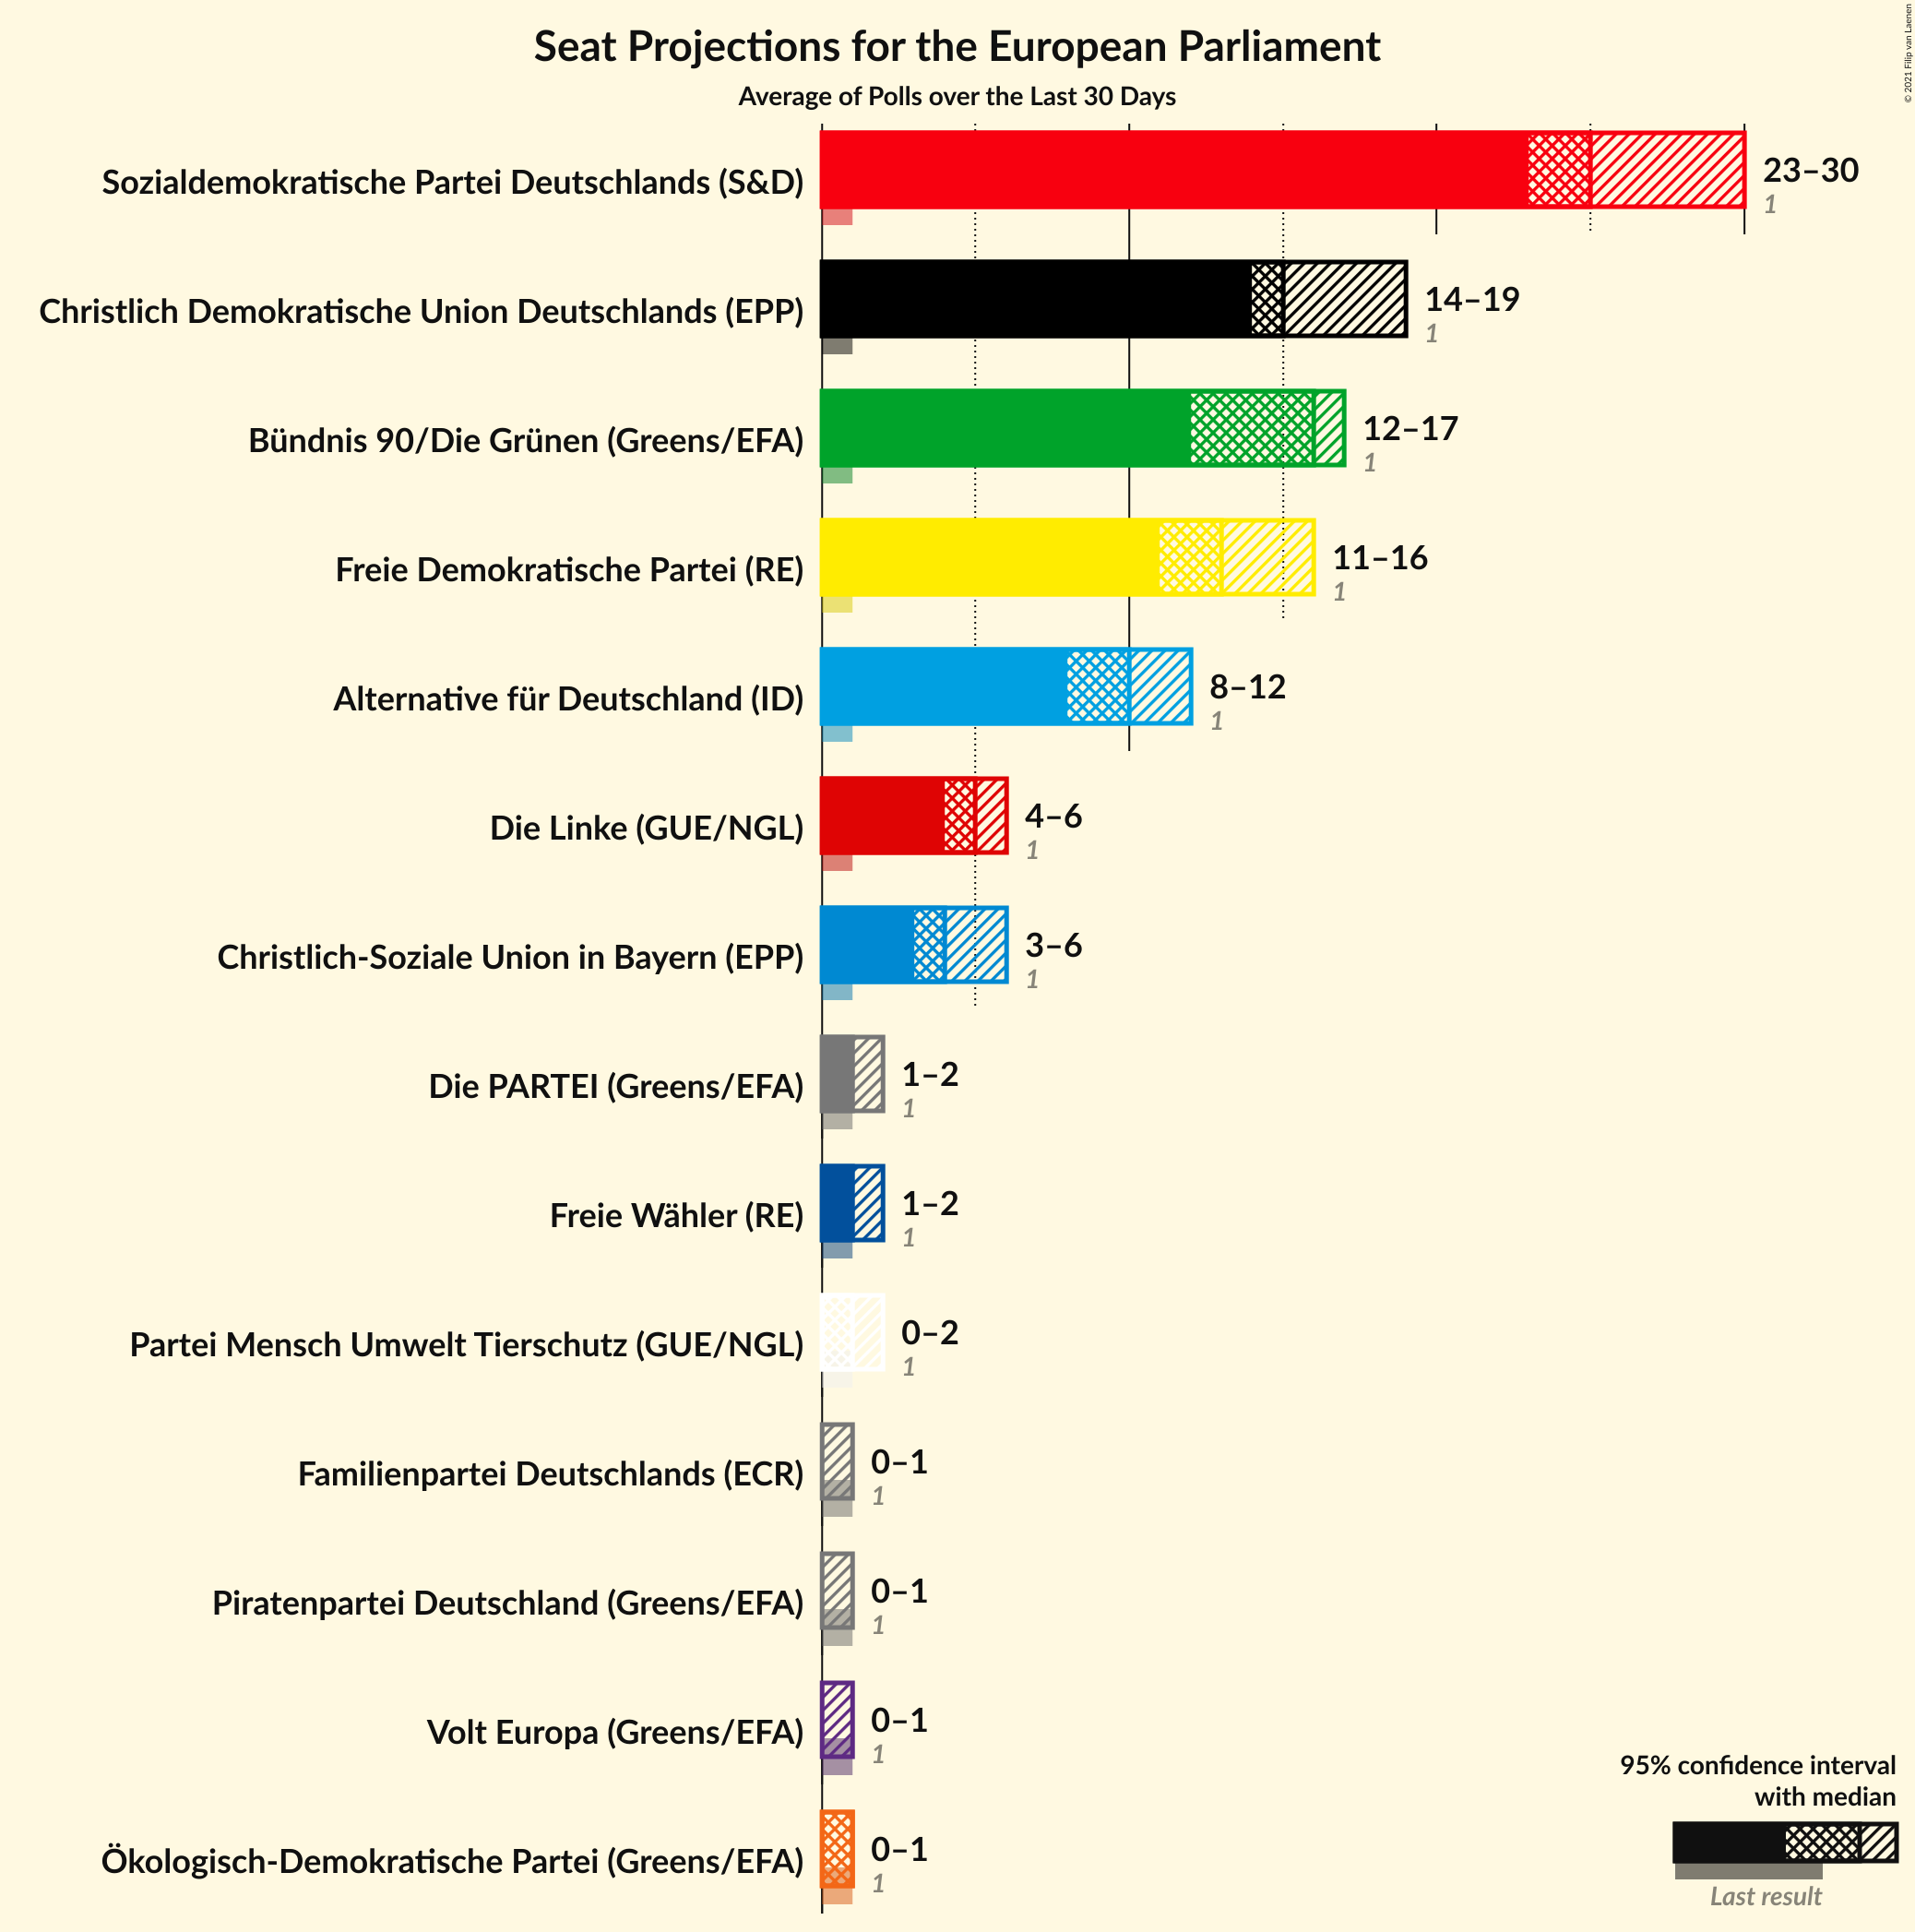 Seat Projections for the European Parliament
Average of Polls over the Last 30 Days
© 2021 Filip van Laenen
Sozialdemokratische Partei Deutschlands (S&D)
23–30
1
Christlich Demokratische Union Deutschlands (EPP)
14–19
1
Bündnis 90/Die Grünen (Greens/EFA)
12–17
1
Freie Demokratische Partei (RE)
11–16
1
Alternative für Deutschland (ID)
8–12
1
Die Linke (GUE/NGL)
4–6
1
Christlich-Soziale Union in Bayern (EPP)
3–6
1
Die PARTEI (Greens/EFA)
1–2
1
Freie Wähler (RE)
1–2
1
Partei Mensch Umwelt Tierschutz (GUE/NGL)
0–2
1
Familienpartei Deutschlands (ECR)
0–1
1
Piratenpartei Deutschland (Greens/EFA)
0–1
1
Volt Europa (Greens/EFA)
0–1
1
Ökologisch-Demokratische Partei (Greens/EFA)
0–1
1
95% confidence interval
with median
Last result